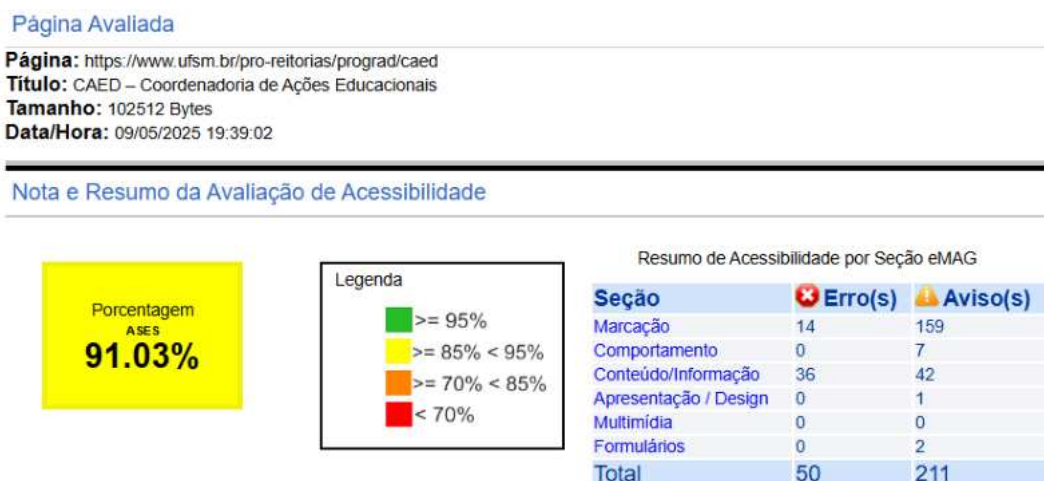 Página Avaliada
Página: https://www.ufsm.br/pro-reitorias/prograd/caed
Título: CAED – Coordenadoria de Ações Educacionais
Tamanho: 102512 Bytes
Data/Hora: 09/05/2025 19:39:02
Nota e Resumo da Avaliação de Acessibilidade
Porcentagem
ASES
91.03%
Legenda
>= 95%
>= 85% < 95%
>= 70% < 85%
< 70%
Resumo de Acessibilidade por Seção eMAG
Seção Erro(s) Aviso(s)
Marcação 14 159
Comportamento 0 7
Conteúdo/Informação 36 42
Apresentação / Design 0 1
Multimídia 0 0
Formulários 0 2
Total 50 211